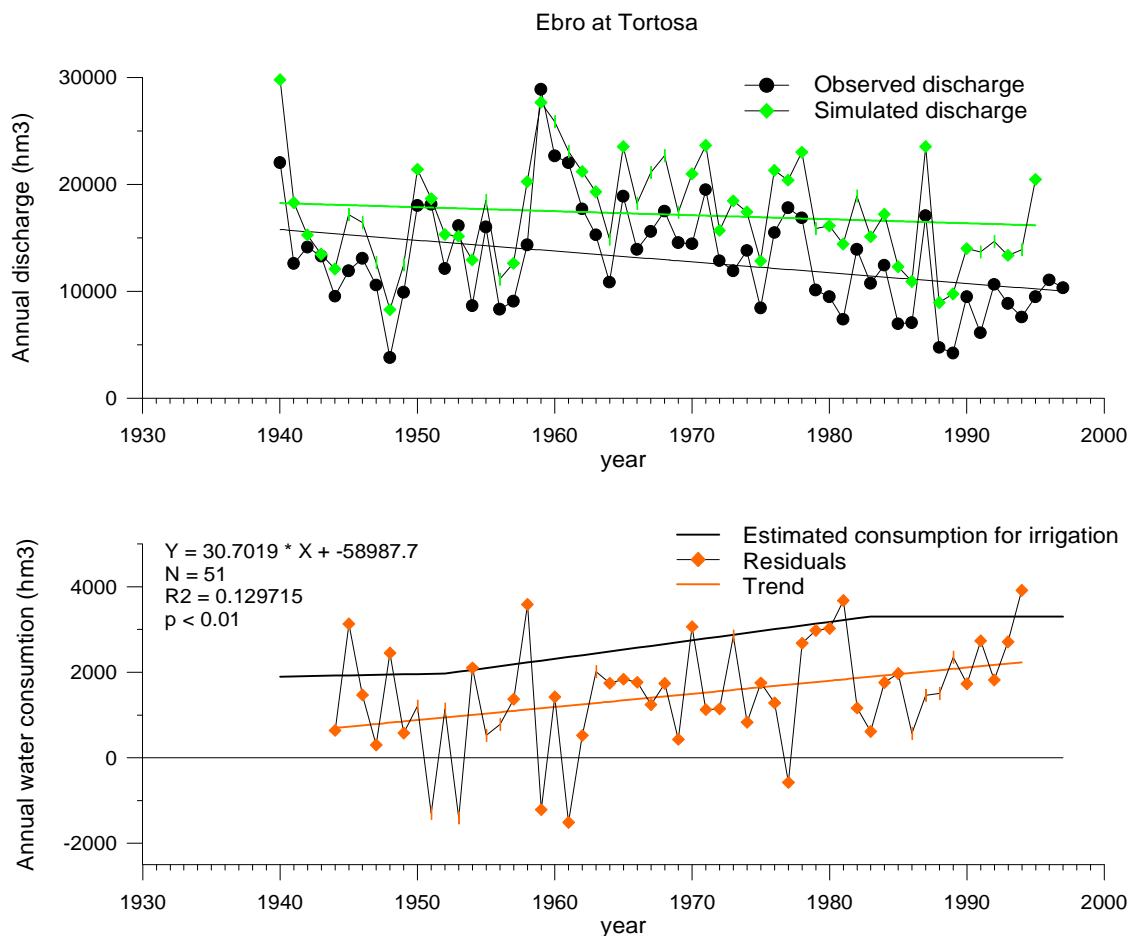 Ebro at Tortosa
Annual discharge (hm3)
30000
20000
10000
0
Observed discharge
Simulated discharge
1930 1940 1950 1960 1970 1980 1990 2000
year
Annual water consumtion (hm3)
4000
2000
0
-2000
Y = 30.7019 * X + -58987.7
N = 51
R2 = 0.129715
p < 0.01
Estimated consumption for irrigation
Residuals
Trend
1930 1940 1950 1960 1970 1980 1990 2000
year